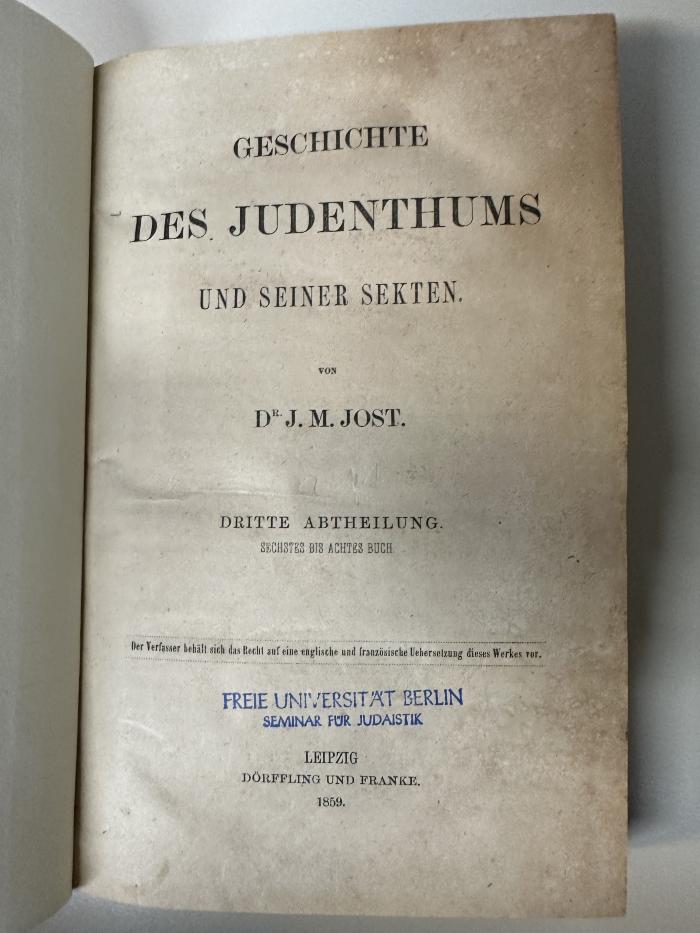 GESCHICHTE
DES JUDENTHUMS
UND SEINER SEKTEN.
VON
DR. J. M. JOST.
DRITTE ABTHEILUNG.
SECHSTES BIS ACHTES BUCH
Der Verfasser behält sich das Recht auf eine englische und französische Uebersetzung dieses Werkes vor.
FREIE UNIVERSITÄT BERLIN
SEMINAR FÜR JUDAISTIK
LEIPZIG
DÖRFFLING UND FRANKE.
1859.